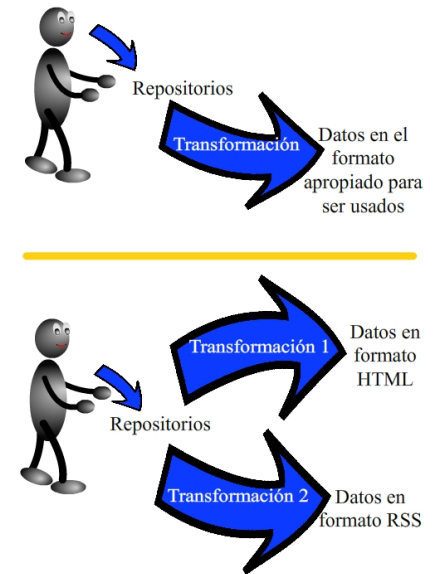 Repositorios
Transformación
Datos en el
formato
apropiado para
ser usados
Transformación 1
Datos en
formato
HTML
Repositorios
Transformación 2
Datos en
formato RSS